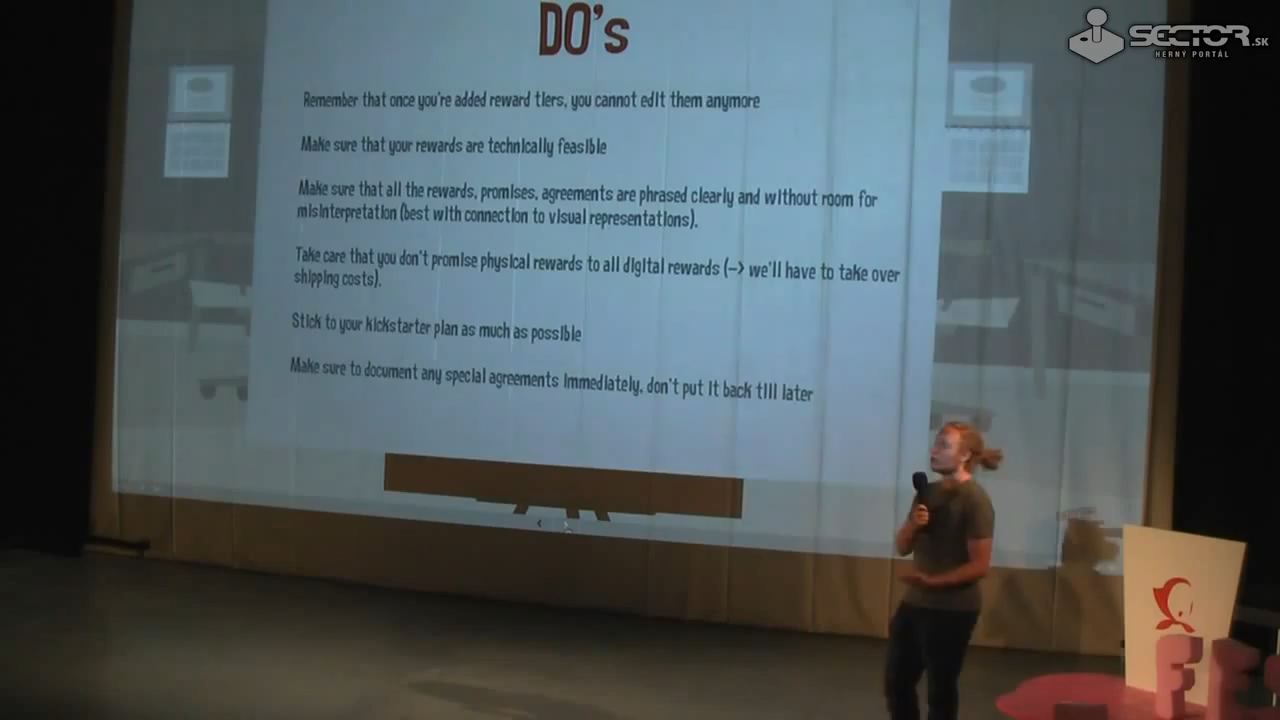 DO's
SECTOR.SK
HERNÝ PORTÁL
Remember that once you're added reward tiers, you cannot edit them anymore
Make sure that your rewards are technically feasible
Make sure that all the rewards, promises, agreements are phrased clearly and without room for
misinterpretation (best with connection to visual representations).
Take care that you don't promise physical rewards to all digital rewards (-> we'll have to take over
shipping costs).
Stick to your kickstarter plan as much as possible
Make sure to document any special agreements immediately, don't put it back till later